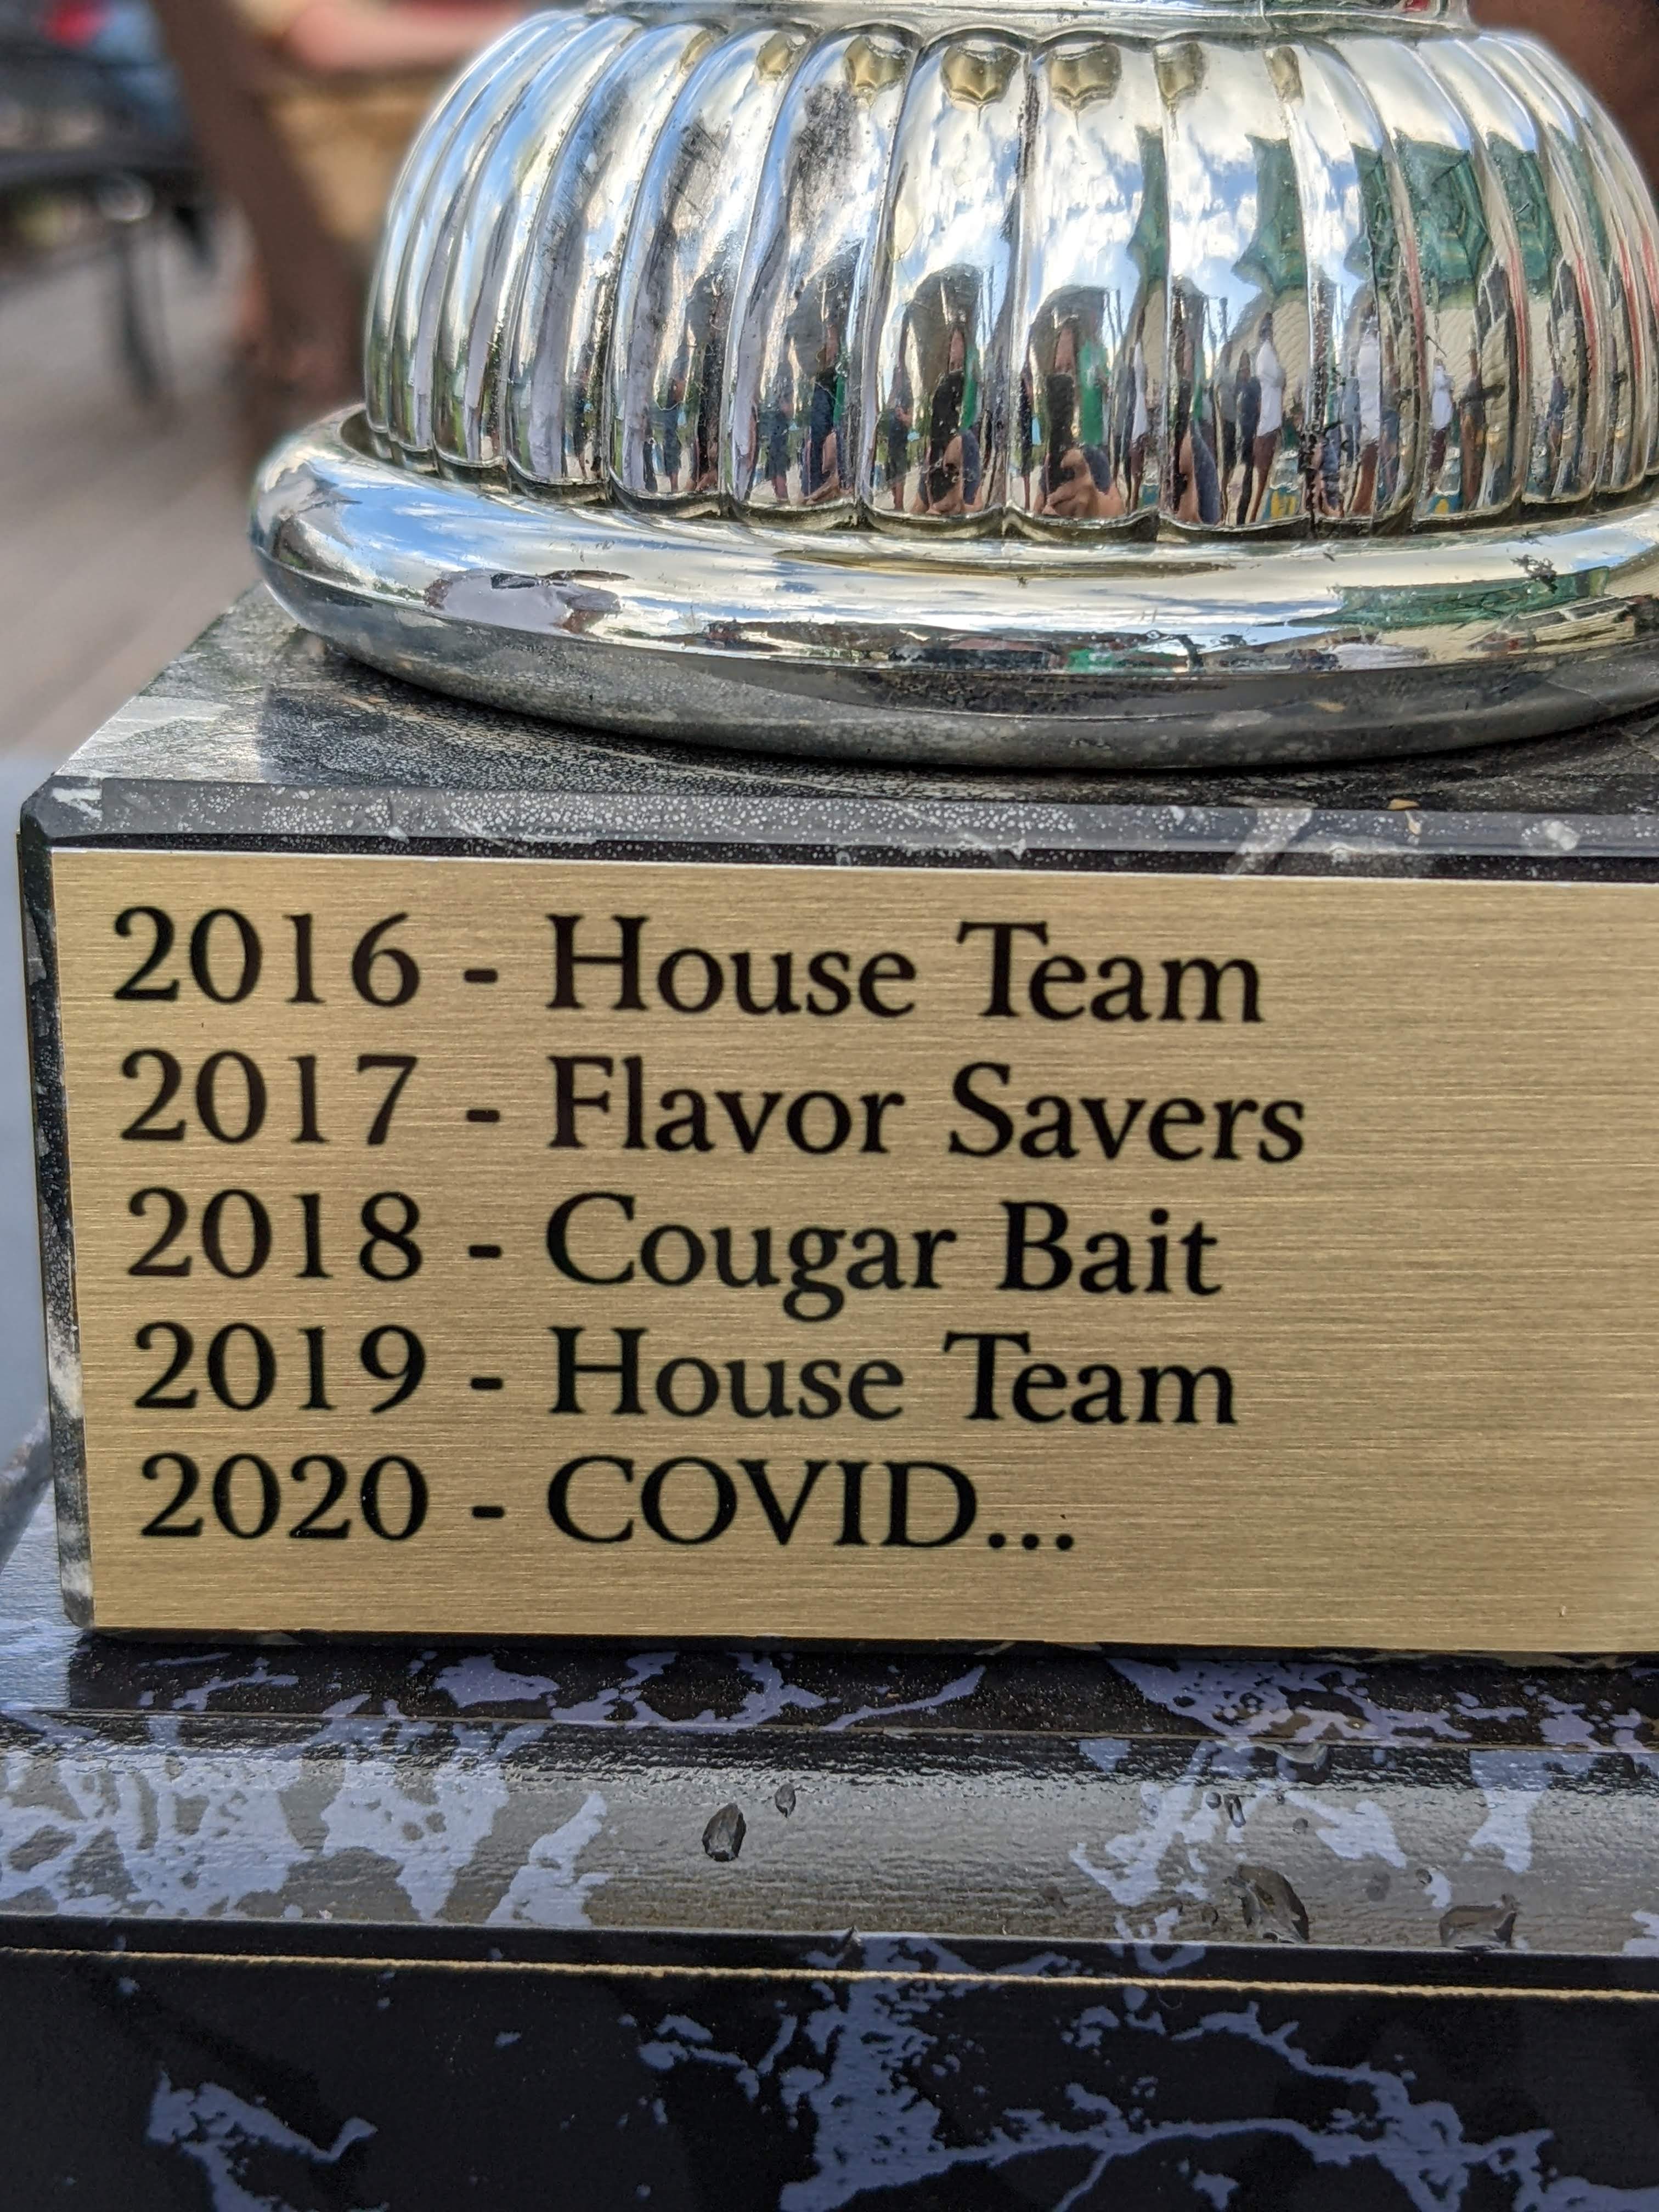 2016 - House Team
2017 - Flavor Savers
2018 - Cougar Bait
2019 - House Team
2020 - COVID...